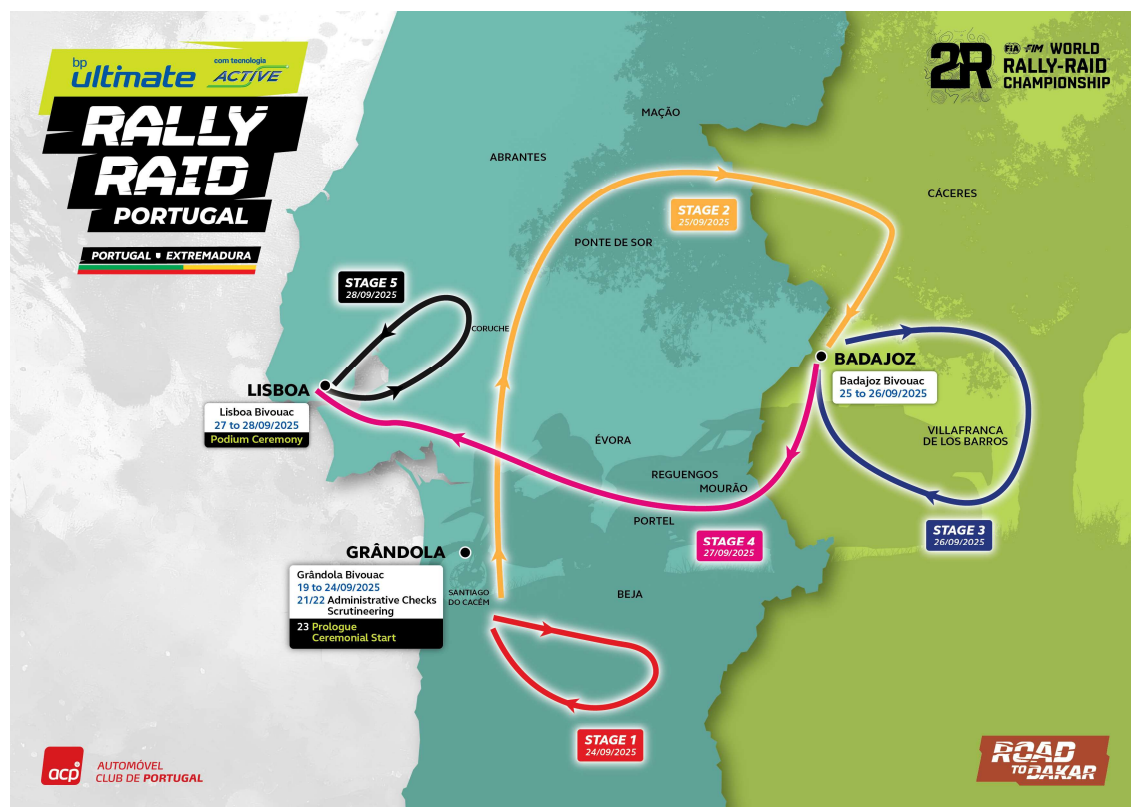 bp
ultimate
com tecnologia
ACTIVE
RALLY
RAID
PORTUGAL
PORTUGAL EXTREMADURA
2R
FIA FIM WORLD
RALLY-RAID
CHAMPIONSHIP
MAÇÃO
ABRANTES
CÁCERES
STAGE 2
25/09/2025
PONTE DE SOR
STAGE 5
28/09/2025
CORUCHE
BADAJOZ
Badajoz Bivouac
25 to 26/09/2025
LISBOA
Lisboa Bivouac
27 to 28/09/2025
Podium Ceremony
ÉVORA
VILLAFRANCA
DE LOS BARROS
REGUENGOS
MOURÃO
PORTEL
STAGE 3
26/09/2025
STAGE 4
27/09/2025
GRÂNDOLA
Grândola Bivouac
19 to 24/09/2025
21/22 Administrative Checks
Scrutineering
23 Prologue
Ceremonial Start
SANTIAGO
DO CACÉM
BEJA
STAGE 1
24/09/2025
acp
AUTOMÓVEL
CLUB DE PORTUGAL
ROAD
TO DAKAR